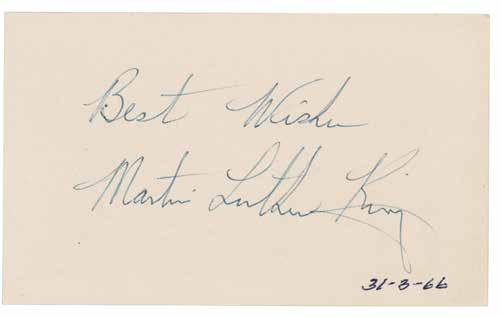 Best Wishes
Martin Luther King
31-3-66